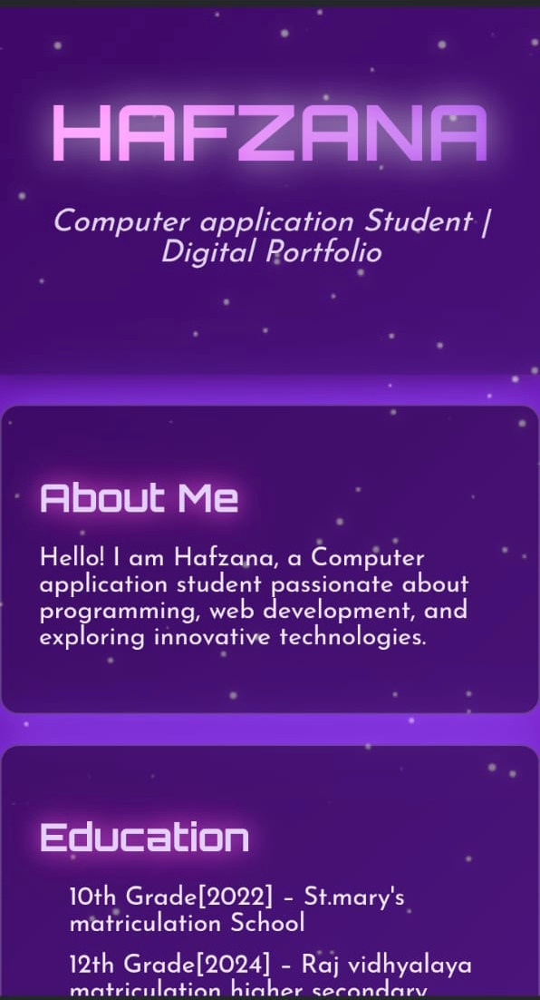 HAFZANA
Computer application Student |
Digital Portfolio
About Me
Hello! I am Hafzana, a Computer
application student passionate about
programming, web development, and
exploring innovative technologies.
Education
10th Grade[2022] – St.mary's
matriculation School
12th Grade[2024] – Raj vidhyalaya
matriculation higher secondary